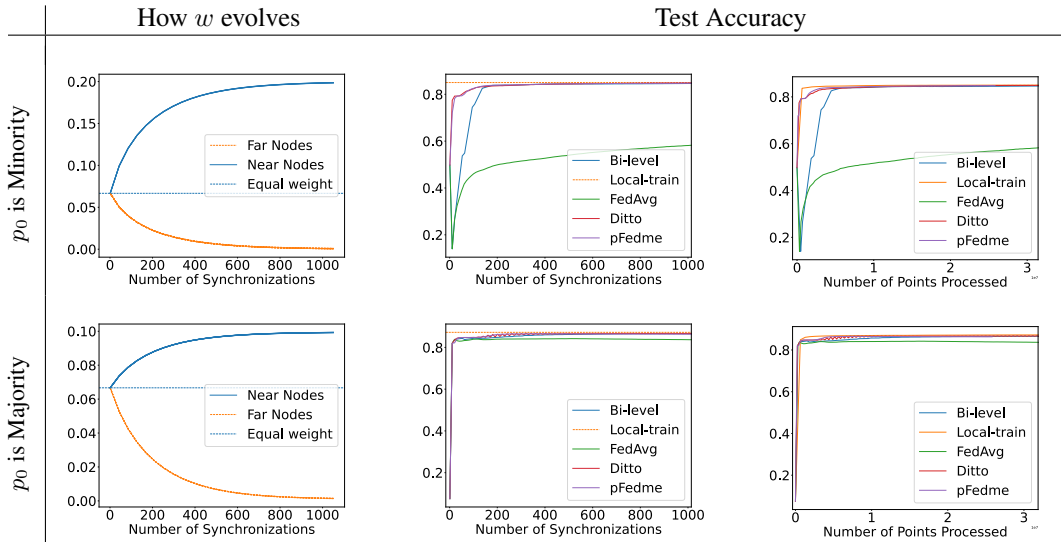 How w evolves
Test Accuracy
p₀ is Minority
0.20
0.15
0.10
0.05
0.00
Far Nodes
Near Nodes
Equal weight
0 200 400 600 800 1000
Number of Synchronizations
0.8
0.6
0.4
0.2
Bi-level
Local-train
FedAvg
Ditto
pFedme
0 200 400 600 800 1000
Number of Synchronizations
0.8
0.6
0.4
0.2
Bi-level
Local-train
FedAvg
Ditto
pFedme
0 1 2 3
1e7
Number of Points Processed
p₀ is Majority
0.10
0.08
0.06
0.04
0.02
0.00
Near Nodes
Far Nodes
Equal weight
0 200 400 600 800 1000
Number of Synchronizations
0.8
0.6
0.4
0.2
Bi-level
Local-train
FedAvg
Ditto
pFedme
0 200 400 600 800 1000
Number of Synchronizations
0.8
0.6
0.4
0.2
Bi-level
Local-train
FedAvg
Ditto
pFedme
0 1 2 3
1e7
Number of Points Processed